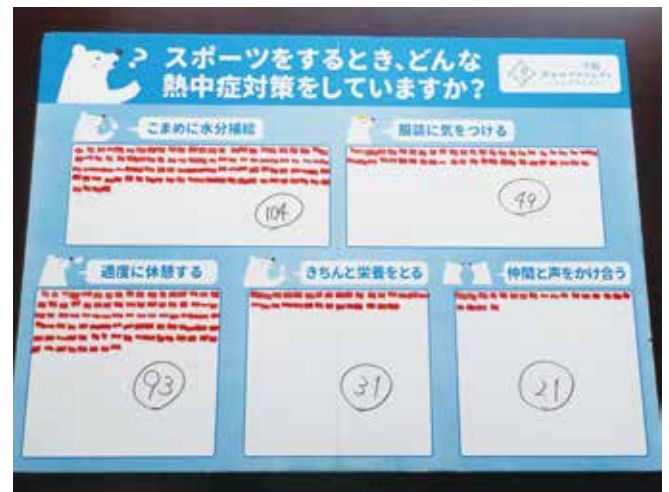 スポーツをするとき、どんな
熱中症対策をしていますか?
こまめに水分補給
服装に気をつける
104
49
適度に休憩する
きちんと栄養をとる
仲間と声をかけ合う
93
31
21